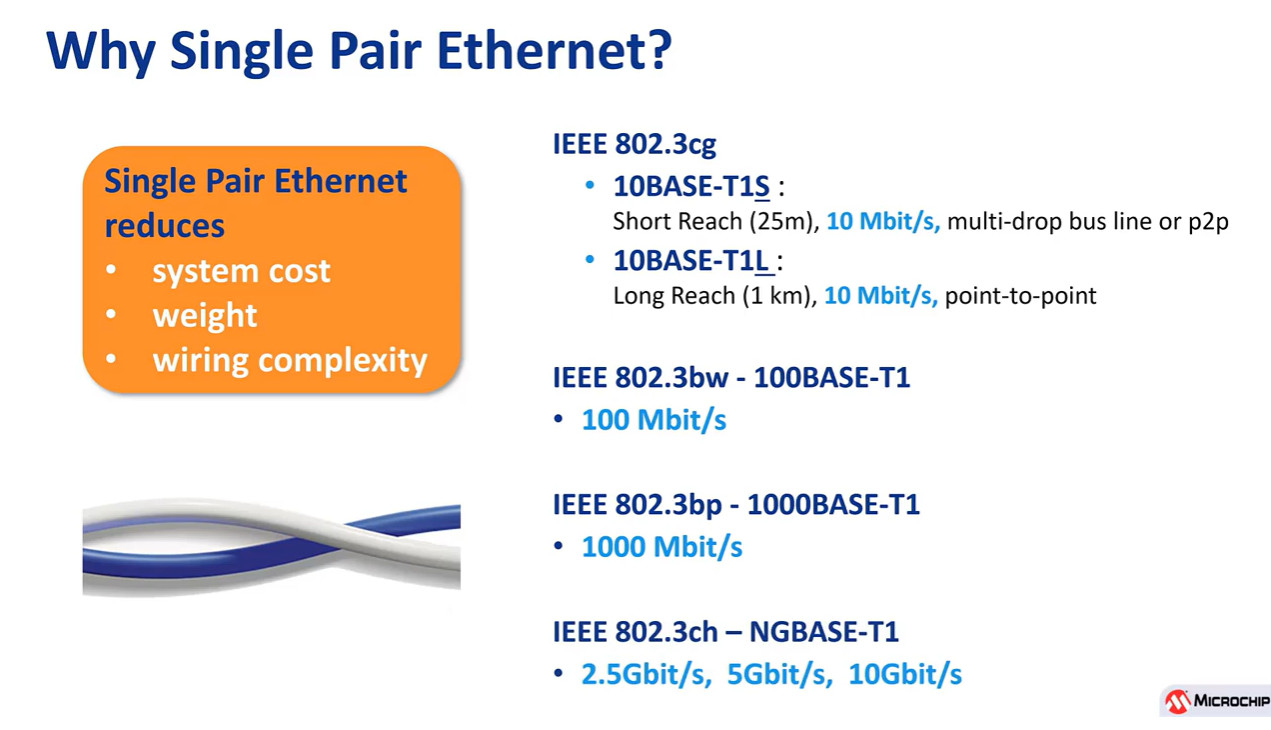 Why Single Pair Ethernet?
Single Pair Ethernet
reduces
• system cost
• weight
• wiring complexity
IEEE 802.3cg
• 10BASE-T1S :
Short Reach (25m), 10 Mbit/s, multi-drop bus line or p2p
• 10BASE-T1L :
Long Reach (1 km), 10 Mbit/s, point-to-point
IEEE 802.3bw - 100BASE-T1
• 100 Mbit/s
IEEE 802.3bp - 1000BASE-T1
• 1000 Mbit/s
IEEE 802.3ch – NGBASE-T1
• 2.5Gbit/s, 5Gbit/s, 10Gbit/s
MICROCHIP